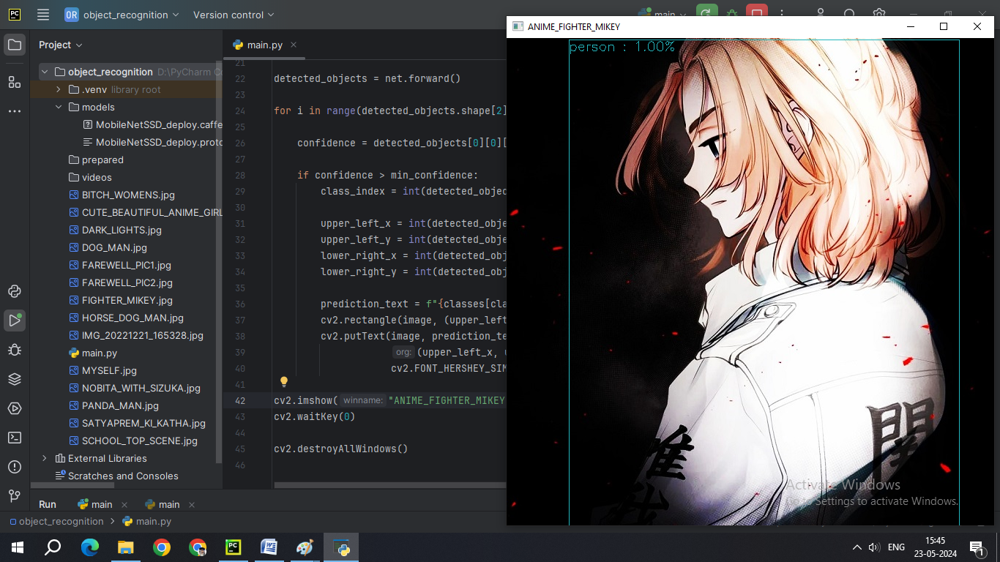 PC
OR object_recognition
Version control
main
ANIME_FIGHTER_MIKEY
Project
main.py
object_recognition D:\PyCharm Co
.venv library root
models
MobileNetSSD_deploy.caffe
MobileNetSSD_deploy.proto
prepared
videos
BITCH_WOMENS.jpg
CUTE_BEAUTIFUL_ANIME_GIRL
DARK_LIGHTS.jpg
DOG_MAN.jpg
FAREWELL_PIC1.jpg
FAREWELL_PIC2.jpg
FIGHTER_MIKEY.jpg
HORSE_DOG_MAN.jpg
IMG_20221221_165328.jpg
main.py
MYSELF.jpg
NOBITA_WITH_SIZUKA.jpg
PANDA_MAN.jpg
SATYAPREM_KI_KATHA.jpg
SCHOOL_TOP_SCENE.jpg
External Libraries
Scratches and Consoles
21
22 detected_objects = net.forward()
23
24 for i in range(detected_objects.shape[2]
25
26 confidence = detected_objects[0][0][
27
28 if confidence > min_confidence:
29 class_index = int(detected_objec
30
31 upper_left_x = int(detected_obje
32 upper_left_y = int(detected_obje
33 lower_right_x = int(detected_obj
34 lower_right_y = int(detected_obj
35
36 prediction_text = f"{classes[cla
37 cv2.rectangle(image, (upper_left
38 cv2.putText(image, prediction_te
39 org: (upper_left_x, u
40 cv2.FONT_HERSHEY_SIM
41
42 cv2.imshow( winname: "ANIME_FIGHTER_MIKEY
43 cv2.waitKey(0)
44
45 cv2.destroyAllWindows()
46
person : 1.00%
唯我
Activate Windows
Go to Settings to activate Windows.
Run main main
object_recognition > main.py
PC
W
ENG
15:45
23-05-2024
1